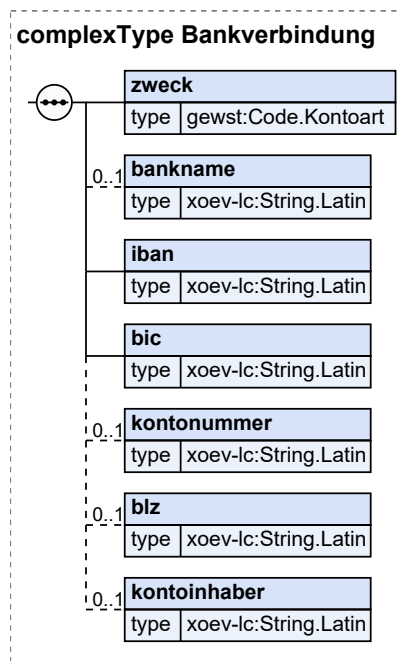 complexType Bankverbindung
zweck
type gewst:Code.Kontoart
0..1 bankname
type xoev-lc:String.Latin
iban
type xoev-lc:String.Latin
bic
type xoev-lc:String.Latin
0..1 kontonummer
type xoev-lc:String.Latin
0..1 blz
type xoev-lc:String.Latin
0..1 kontoinhaber
type xoev-lc:String.Latin